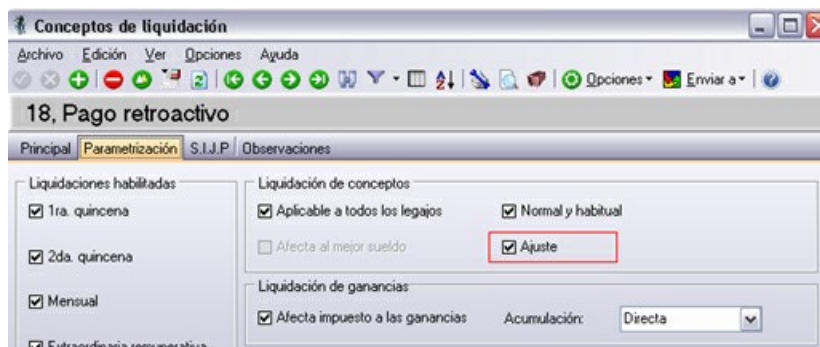 Conceptos de liquidación
Archivo Edición Ver Opciones Ayuda
Opciones Enviar a
18, Pago retroactivo
Principal Parametrización S.I.J.P Observaciones
Liquidaciones habilitadas
1ra. quincena
2da. quincena
Mensual
Extraordinaria remunerativa
Liquidación de conceptos
Aplicable a todos los legajos Normal y habitual
Afecta al mejor sueldo Ajuste
Liquidación de ganancias
Afecta impuesto a las ganancias Acumulación: Directa